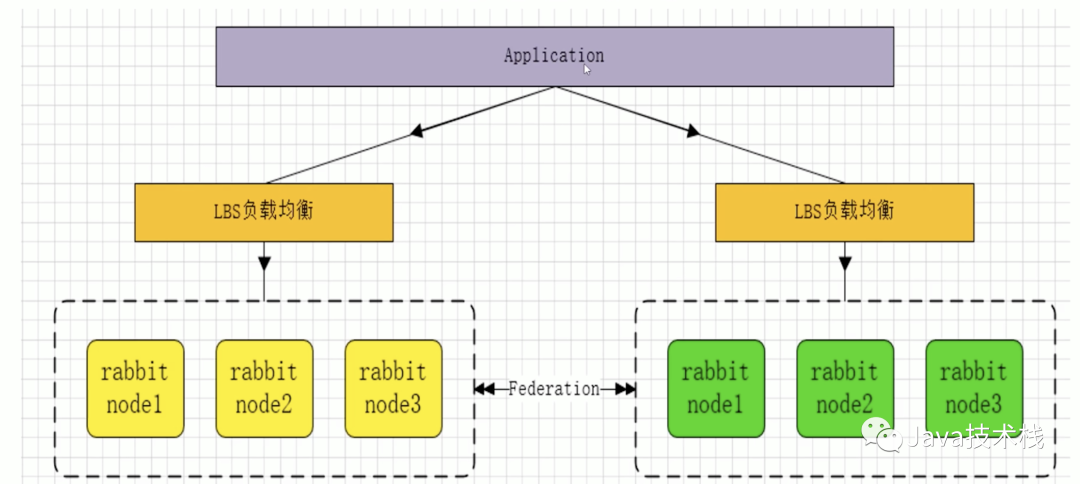 Application
LBS负载均衡
LBS负载均衡
rabbit
node1
rabbit
node2
rabbit
node3
Federation
rabbit
node1
rabbit
node2
rabbit
node3
Java技术栈